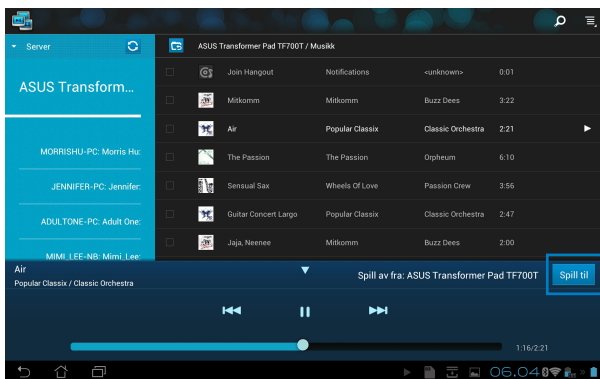 Server
ASUS Transformer Pad TF700T / Musikk
ASUS Transform...
MORRISHU-PC: Morris Hu:
JENNIFER-PC: Jennifer:
ADULTONE-PC: Adult One:
MIMI_LEE-NB: Mimi_Lee:
Join Hangout Notifications <unknown> 0:01
Mitkomm Mitkomm Buzz Dees 3:22
Air Popular Classix Classic Orchestra 2:21
The Passion The Passion Orpheum 6:10
Sensual Sax Wheels Of Love Passion Crew 3:56
Guitar Concert Largo Popular Classix Classic Orchestra 2:47
Jaja, Neenee Mitkomm Buzz Dees 2:00
Air
Popular Classix / Classic Orchestra
Spill av fra: ASUS Transformer Pad TF700T
Spill til
1:16/2:21
06.04